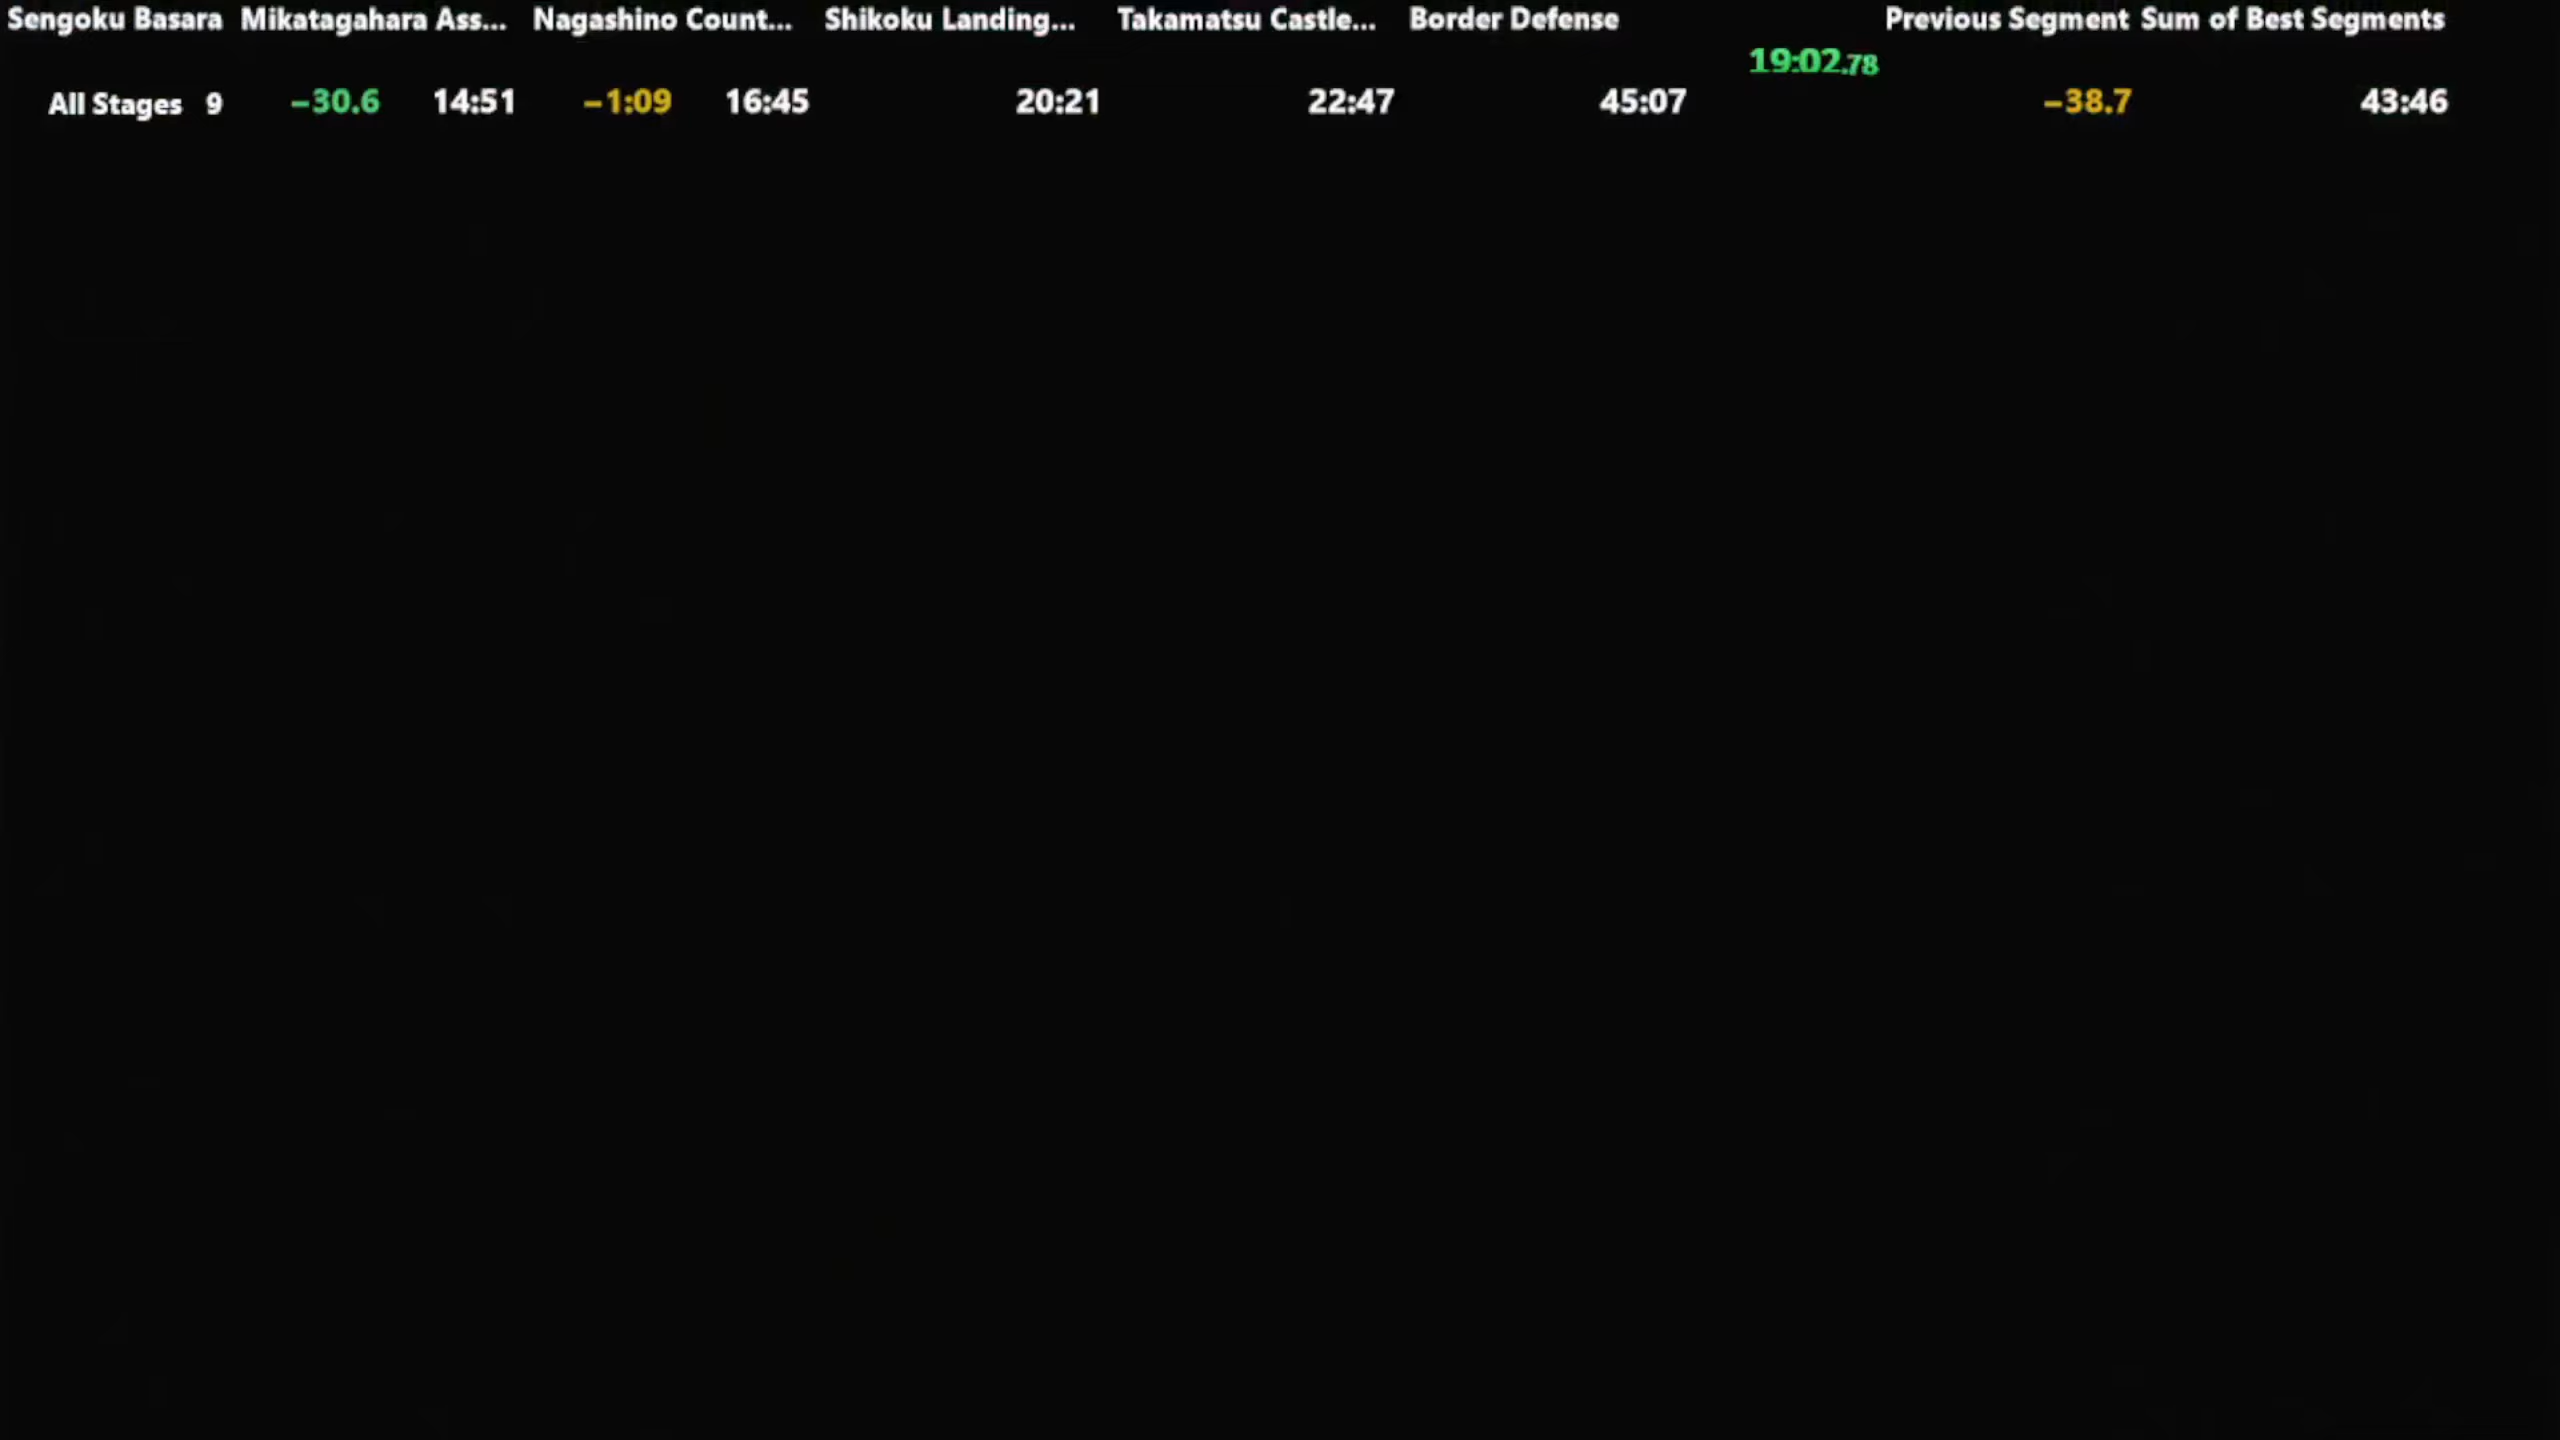 Sengoku Basara Mikatagahara Ass... Nagashino Count... Shikoku Landing... Takamatsu Castle... Border Defense Previous Segment Sum of Best Segments
19:02.78
All Stages 9 −30.6 14:51 −1:09 16:45 20:21 22:47 45:07 −38.7 43:46